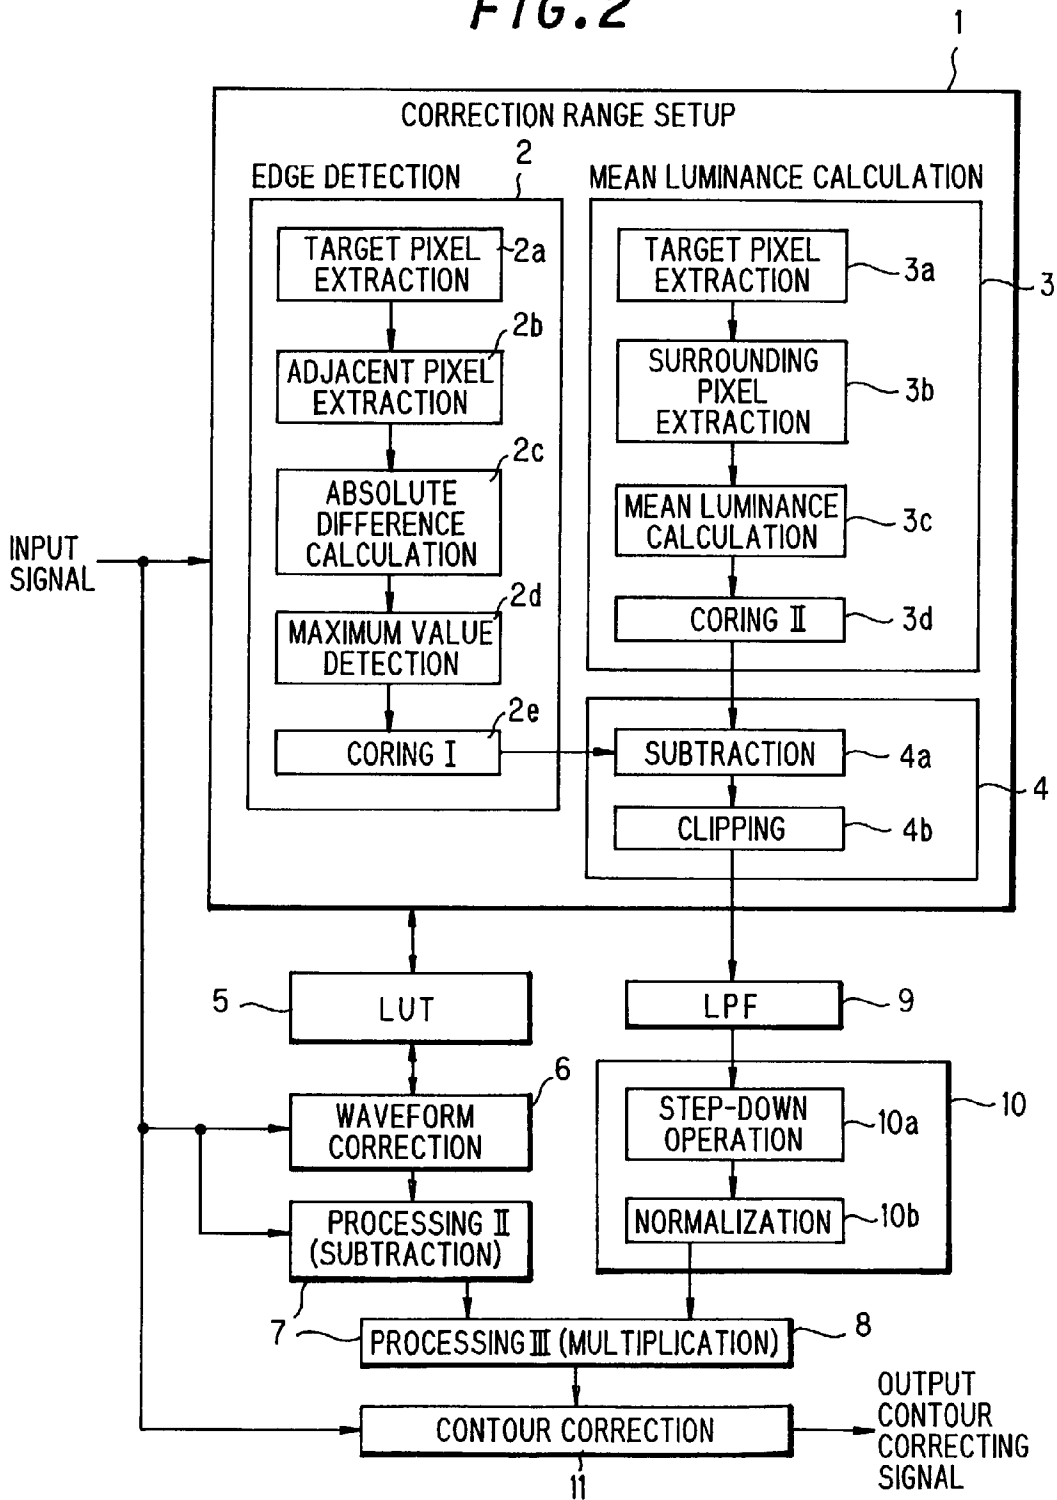 FIG.2
1
CORRECTION RANGE SETUP
2
EDGE DETECTION
TARGET PIXEL
EXTRACTION
2a
2b
ADJACENT PIXEL
EXTRACTION
2c
ABSOLUTE
DIFFERENCE
CALCULATION
2d
MAXIMUM VALUE
DETECTION
2e
CORING I
MEAN LUMINANCE CALCULATION
TARGET PIXEL
EXTRACTION
3a
3
SURROUNDING
PIXEL
EXTRACTION
3b
MEAN LUMINANCE
CALCULATION
3c
CORING II
3d
SUBTRACTION
4a
4
CLIPPING
4b
INPUT
SIGNAL
5
LUT
LPF
9
6
WAVEFORM
CORRECTION
STEP-DOWN
OPERATION
10a
10
PROCESSING II
(SUBTRACTION)
NORMALIZATION
10b
7
PROCESSING III (MULTIPLICATION)
8
CONTOUR CORRECTION
11
OUTPUT
CONTOUR
CORRECTING
SIGNAL